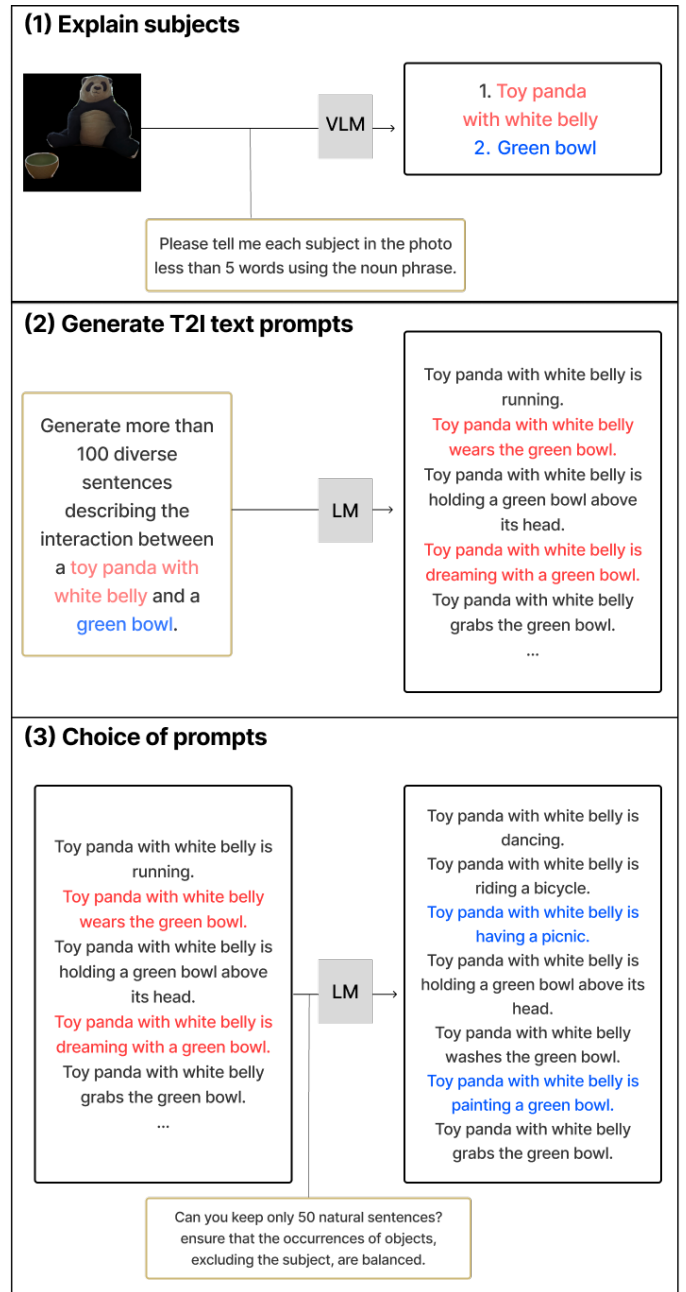 (1) Explain subjects
VLM
1. Toy panda
with white belly
2. Green bowl
Please tell me each subject in the photo
less than 5 words using the noun phrase.
(2) Generate T2I text prompts
Generate more than
100 diverse
sentences
describing the
interaction between
a toy panda with
white belly and a
green bowl.
LM
Toy panda with white belly is
running.
Toy panda with white belly
wears the green bowl.
Toy panda with white belly is
holding a green bowl above
its head.
Toy panda with white belly is
dreaming with a green bowl.
Toy panda with white belly
grabs the green bowl.
...
(3) Choice of prompts
Toy panda with white belly is
running.
Toy panda with white belly
wears the green bowl.
Toy panda with white belly is
holding a green bowl above
its head.
Toy panda with white belly is
dreaming with a green bowl.
Toy panda with white belly
grabs the green bowl.
...
LM
Toy panda with white belly is
dancing.
Toy panda with white belly is
riding a bicycle.
Toy panda with white belly is
having a picnic.
Toy panda with white belly is
holding a green bowl above its
head.
Toy panda with white belly
washes the green bowl.
Toy panda with white belly is
painting a green bowl.
Toy panda with white belly
grabs the green bowl.
Can you keep only 50 natural sentences?
ensure that the occurrences of objects,
excluding the subject, are balanced.